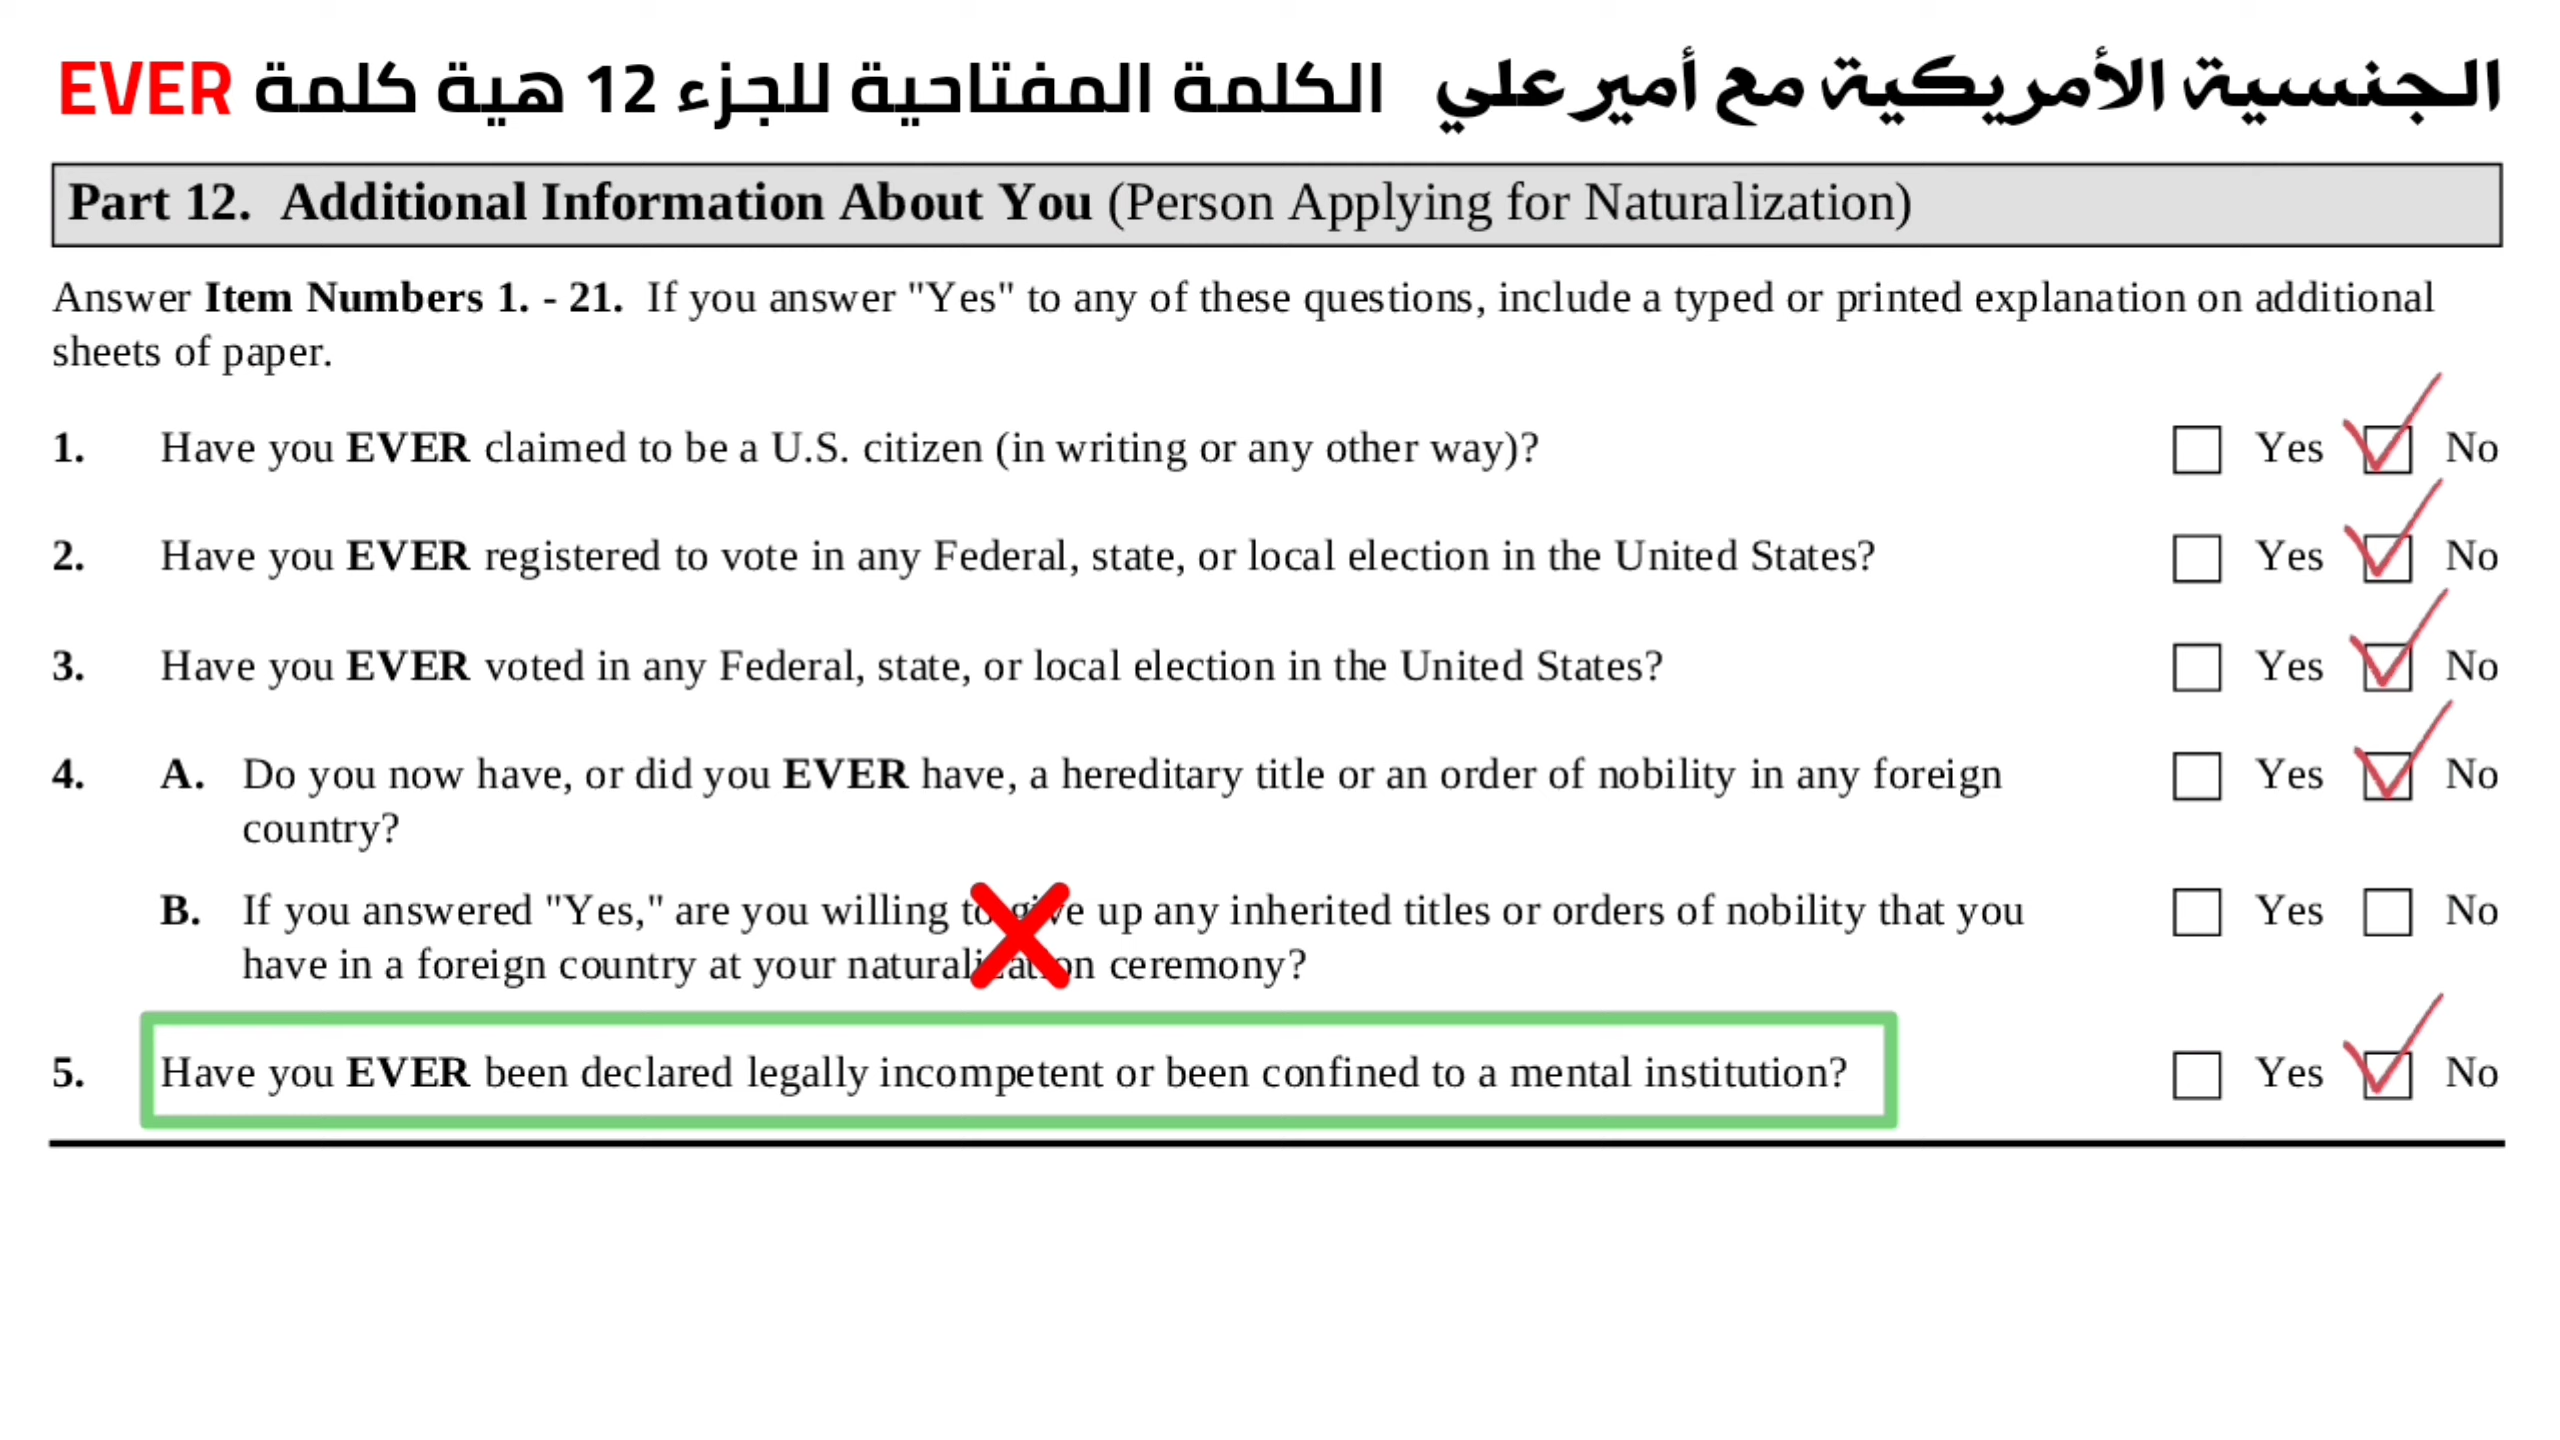 الجنسية الأمريكية مع أمير علي الكلمة المفتاحية للجزء 12 هية كلمة EVER
Part 12. Additional Information About You (Person Applying for Naturalization)
Answer Item Numbers 1. - 21. If you answer "Yes" to any of these questions, include a typed or printed explanation on additional
sheets of paper.
1. Have you EVER claimed to be a U.S. citizen (in writing or any other way)? Yes No
2. Have you EVER registered to vote in any Federal, state, or local election in the United States? Yes No
3. Have you EVER voted in any Federal, state, or local election in the United States? Yes No
4. A. Do you now have, or did you EVER have, a hereditary title or an order of nobility in any foreign Yes No
country?
B. If you answered "Yes," are you willing to give up any inherited titles or orders of nobility that you Yes No
have in a foreign country at your naturalization ceremony?
5. Have you EVER been declared legally incompetent or been confined to a mental institution? Yes No